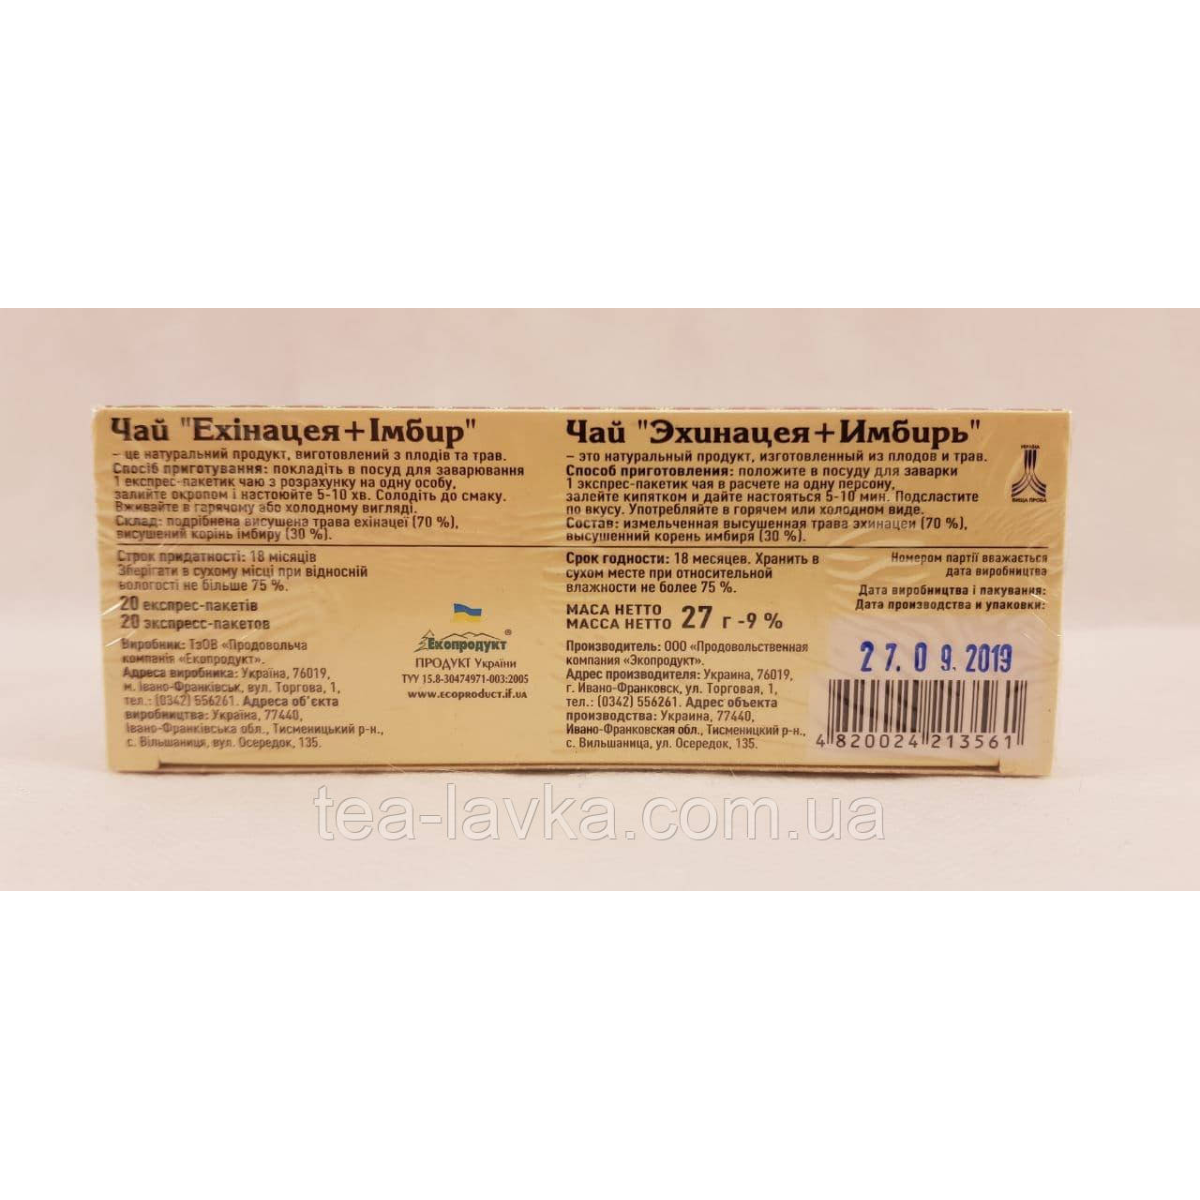 Чай "Ехінацея+Імбир"
– це натуральний продукт, виготовлений з плодів та трав.
Спосіб приготування: покладіть в посуд для заварювання
1 експрес-пакетик чаю з розрахунку на одну особу,
залийте окропом і настоюйте 5-10 хв. Солодіть до смаку.
Вживайте в гарячому або холодному вигляді.
Склад: подрібнена висушена трава ехінацеї (70 %),
висушений корінь імбиру (30 %).
Строк придатності: 18 місяців
Зберігати в сухому місці при відносній
вологості не більше 75 %.
20 експрес-пакетів
20 экспресс-пакетов
Виробник: ТзОВ «Продовольча
компанія «Екопродукт».
Адреса виробника: Україна, 76019,
м. Івано-Франківськ, вул. Торгова, 1,
тел.: (0342) 556261. Адреса об'єкта
виробництва: Україна, 77440,
Івано-Франківська обл., Тисменицький р-н.,
с. Вільшаниця, вул. Осередок, 135.
Екопродукт®
ПРОДУКТ України
ТУУ 15.8-30474971-003:2005
www.ecoproduct.if.ua
Чай "Эхинацея+Имбирь"
– это натуральный продукт, изготовленный из плодов и трав.
Способ приготовления: положите в посуду для заварки
1 экспрес-пакетик чая в расчете на одну персону,
залейте кипятком и дайте настояться 5-10 мин. Подсластите
по вкусу. Употребляйте в горячем или холодном виде.
Состав: измельченная высушенная трава эхинацеи (70 %),
высушенный корень имбиря (30 %).
УКРАЇНА
ВИЩА ПРОБА
Срок годности: 18 месяцев. Хранить в
сухом месте при относительной
влажности не более 75 %.
МАСА НЕТТО
МАССА НЕТТО 27 г -9 %
Производитель: ООО «Продовольственная
компания «Экопродукт».
Адрес производителя: Украина, 76019,
г. Ивано-Франковск, ул. Торговая, 1,
тел.: (0342) 556261. Адрес объекта
производства: Украина, 77440,
Ивано-Франковская обл., Тисменицкий р-н.,
с. Вильшаница, ул. Осередок, 135.
Номером партії вважається
дата виробництва
Дата виробництва і пакування:
Дата производства и упаковки:
27.09.2019
4 820024 213561
tea-lavka.com.ua